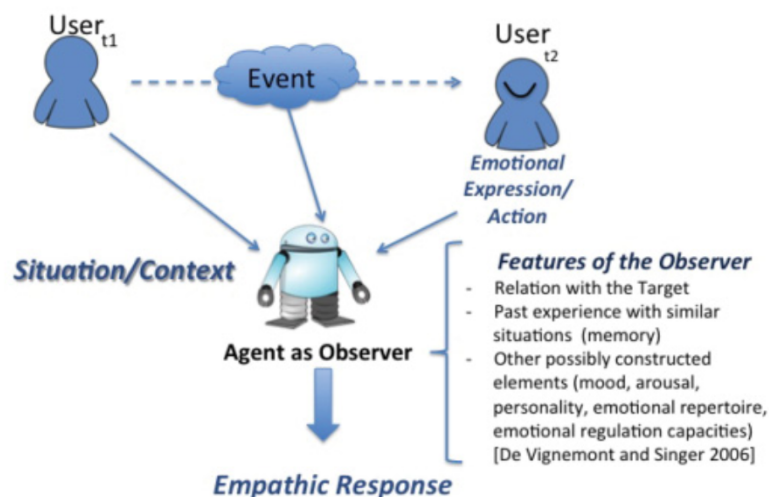 User t1
Event
User t2
Emotional
Expression/
Action
Situation/Context
Agent as Observer
Features of the Observer
- Relation with the Target
- Past experience with similar
situations (memory)
- Other possibly constructed
elements (mood, arousal,
personality, emotional repertoire,
emotional regulation capacities)
[De Vignemont and Singer 2006]
Empathic Response